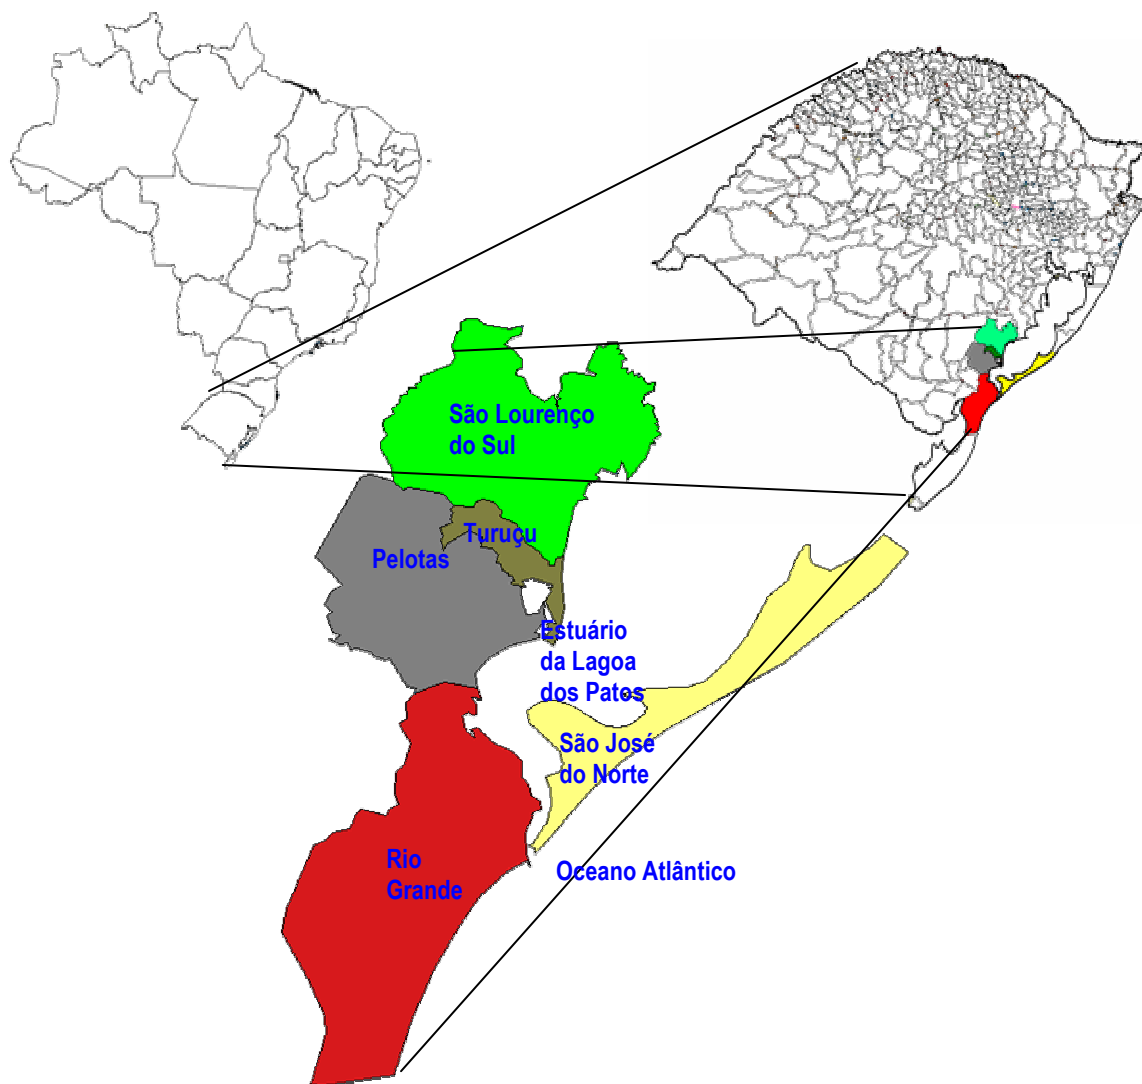 São Lourenço
do Sul
Turuçu
Pelotas
Estuário
da Lagoa
dos Patos
São José
do Norte
Rio
Grande
Oceano Atlântico